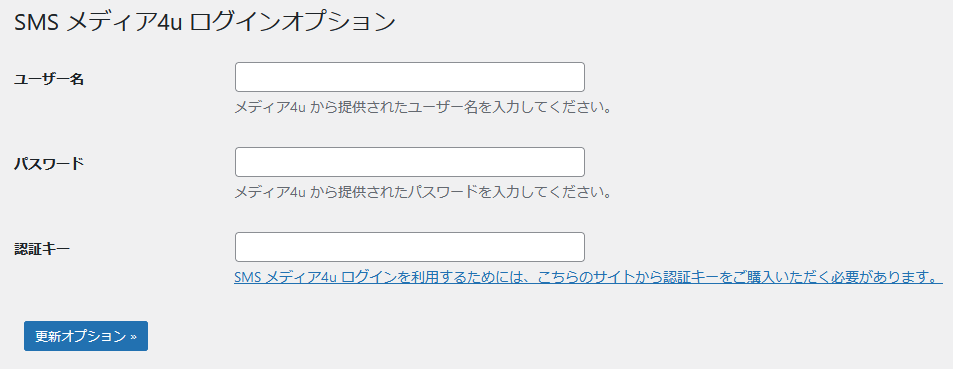 SMS メディア4u ログインオプション
ユーザー名
メディア4u から提供されたユーザー名を入力してください。
パスワード
メディア4u から提供されたパスワードを入力してください。
認証キー
SMS メディア4u ログインを利用するためには、こちらのサイトから認証キーをご購入いただく必要があります。
更新オプション »